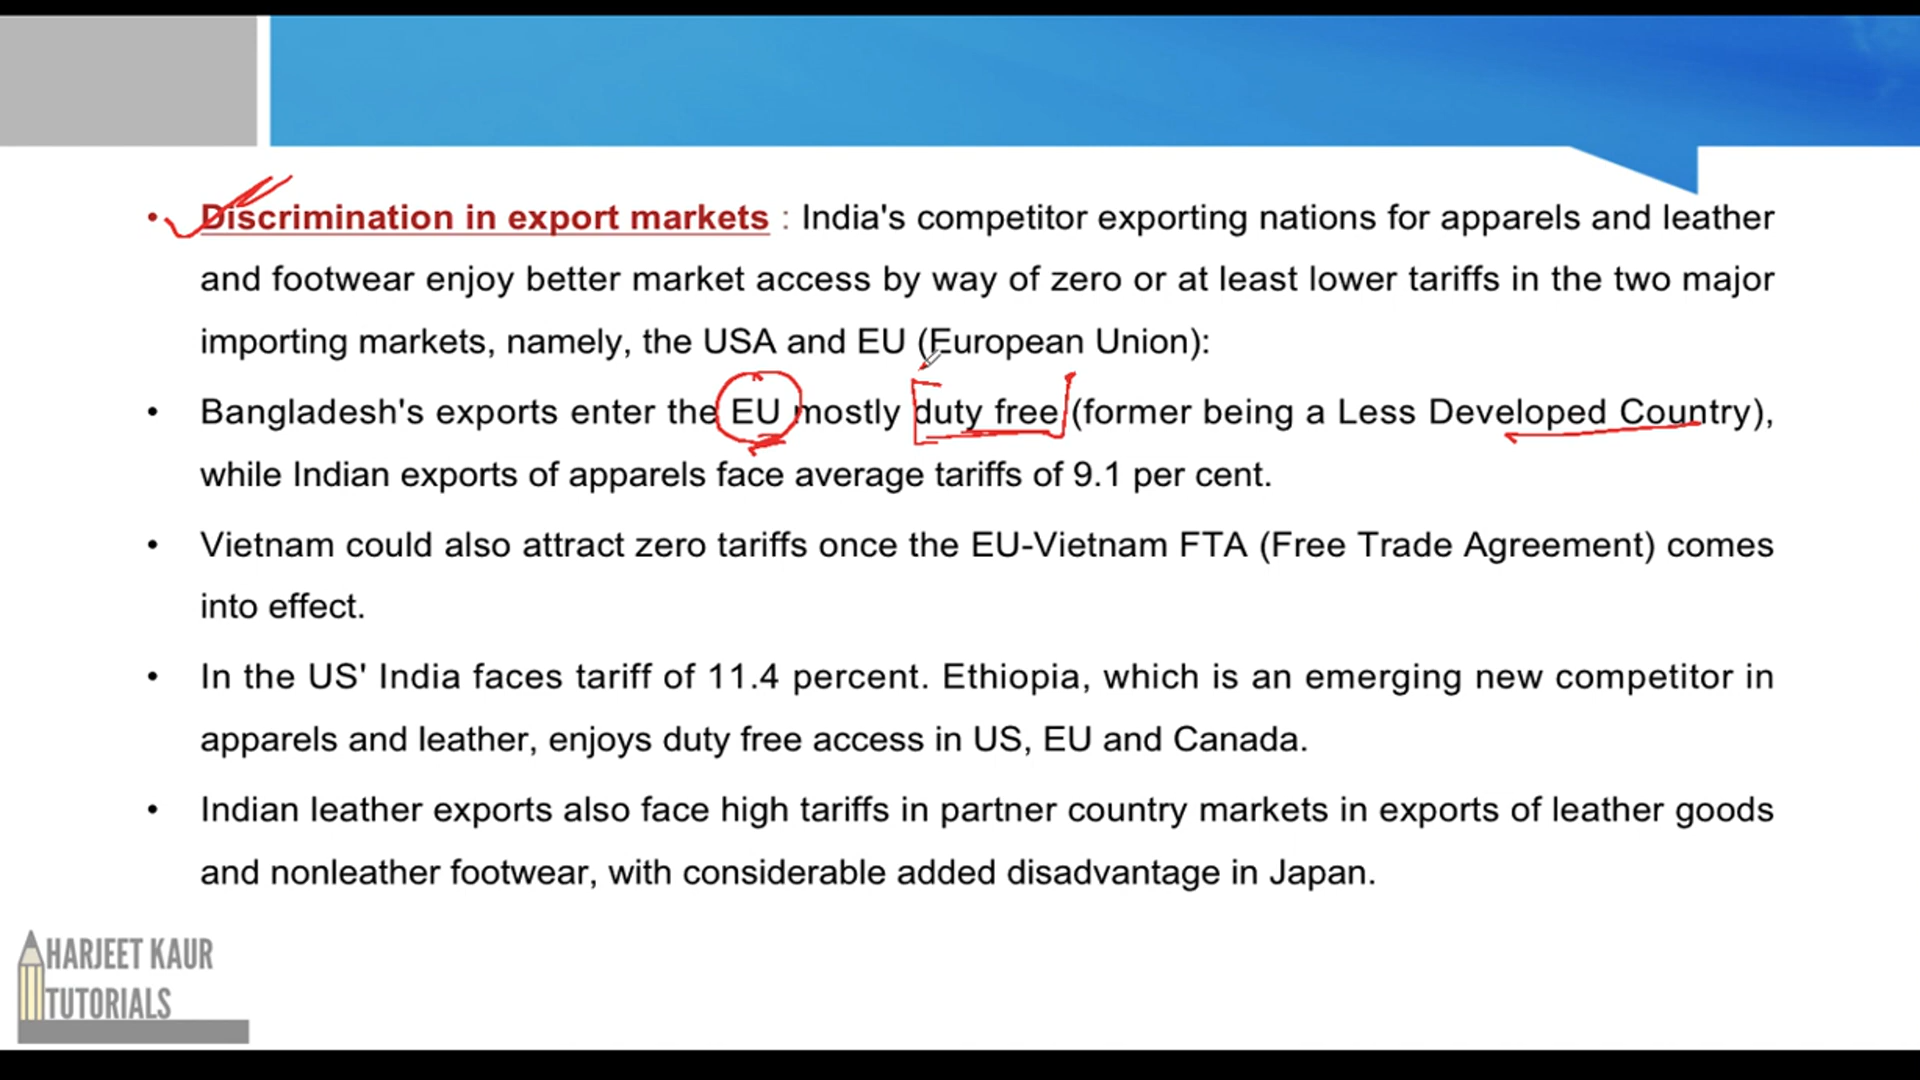 • Discrimination in export markets : India's competitor exporting nations for apparels and leather
and footwear enjoy better market access by way of zero or at least lower tariffs in the two major
importing markets, namely, the USA and EU (European Union):
• Bangladesh's exports enter the EU mostly duty free (former being a Less Developed Country),
while Indian exports of apparels face average tariffs of 9.1 per cent.
• Vietnam could also attract zero tariffs once the EU-Vietnam FTA (Free Trade Agreement) comes
into effect.
• In the US' India faces tariff of 11.4 percent. Ethiopia, which is an emerging new competitor in
apparels and leather, enjoys duty free access in US, EU and Canada.
• Indian leather exports also face high tariffs in partner country markets in exports of leather goods
and nonleather footwear, with considerable added disadvantage in Japan.
HARJEET KAUR
TUTORIALS